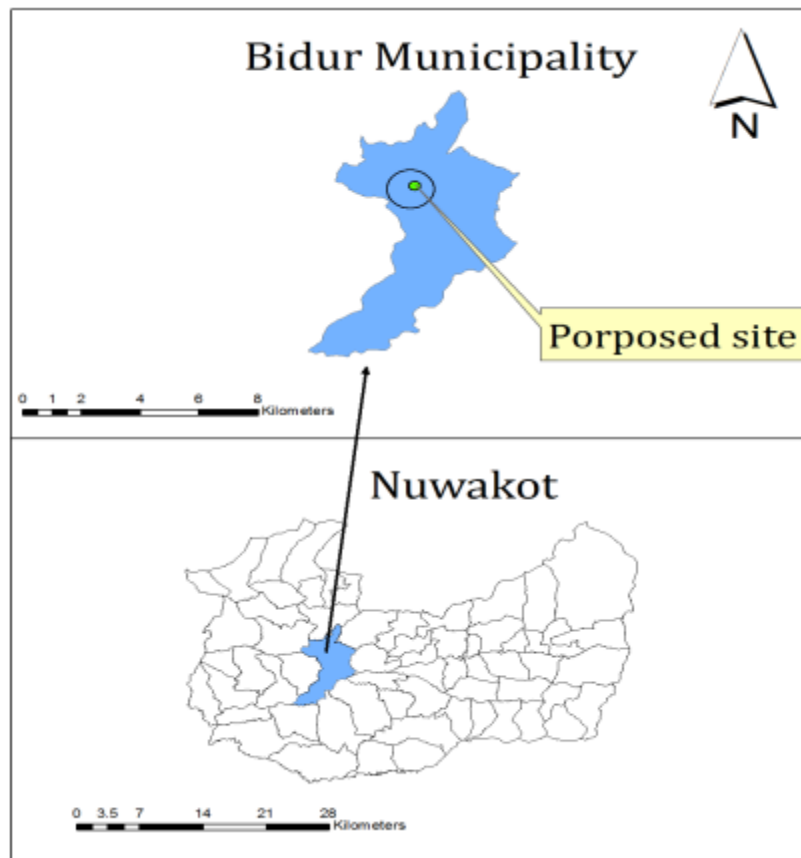 Bidur Municipality
N
Porposed site
0 1 2 4 6 8
Kilometers
Nuwakot
0 3.5 7 14 21 28
Kilometers